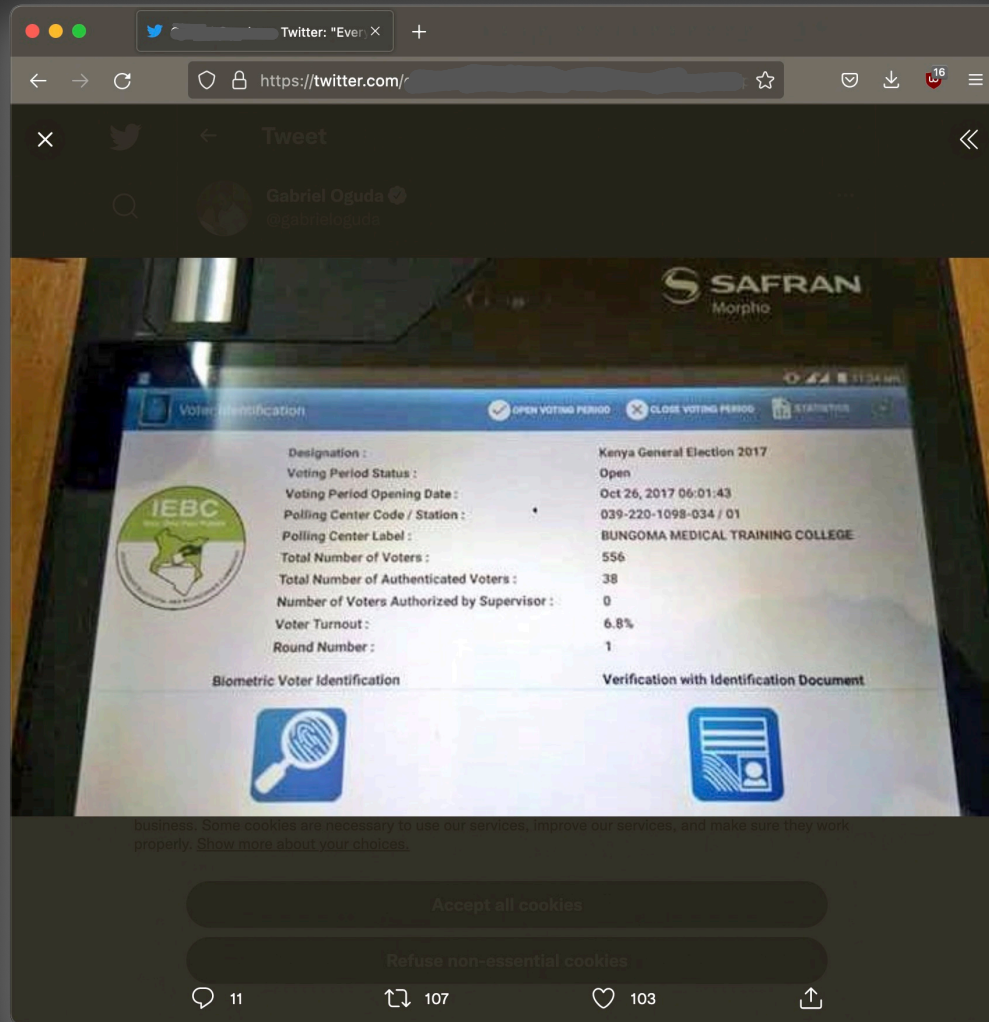 Twitter: "Ever
https://twitter.com/
16
Tweet
Gabriel Oguda
@gabrieloguda
SAFRAN
Morpho
11:34 AM
Voter Identification
OPEN VOTING PERIOD
CLOSE VOTING PERIOD
STATISTICS
Designation : Kenya General Election 2017
Voting Period Status : Open
Voting Period Opening Date : Oct 26, 2017 06:01:43
Polling Center Code / Station : 039-220-1098-034 / 01
Polling Center Label : BUNGOMA MEDICAL TRAINING COLLEGE
Total Number of Voters : 556
Total Number of Authenticated Voters : 38
Number of Voters Authorized by Supervisor : 0
Voter Turnout : 6.8%
Round Number : 1
IEBC
Biometric Voter Identification
Verification with Identification Document
business. Some cookies are necessary to use our services, improve our services, and make sure they work
properly. Show more about your choices.
Accept all cookies
Refuse non-essential cookies
11
107
103